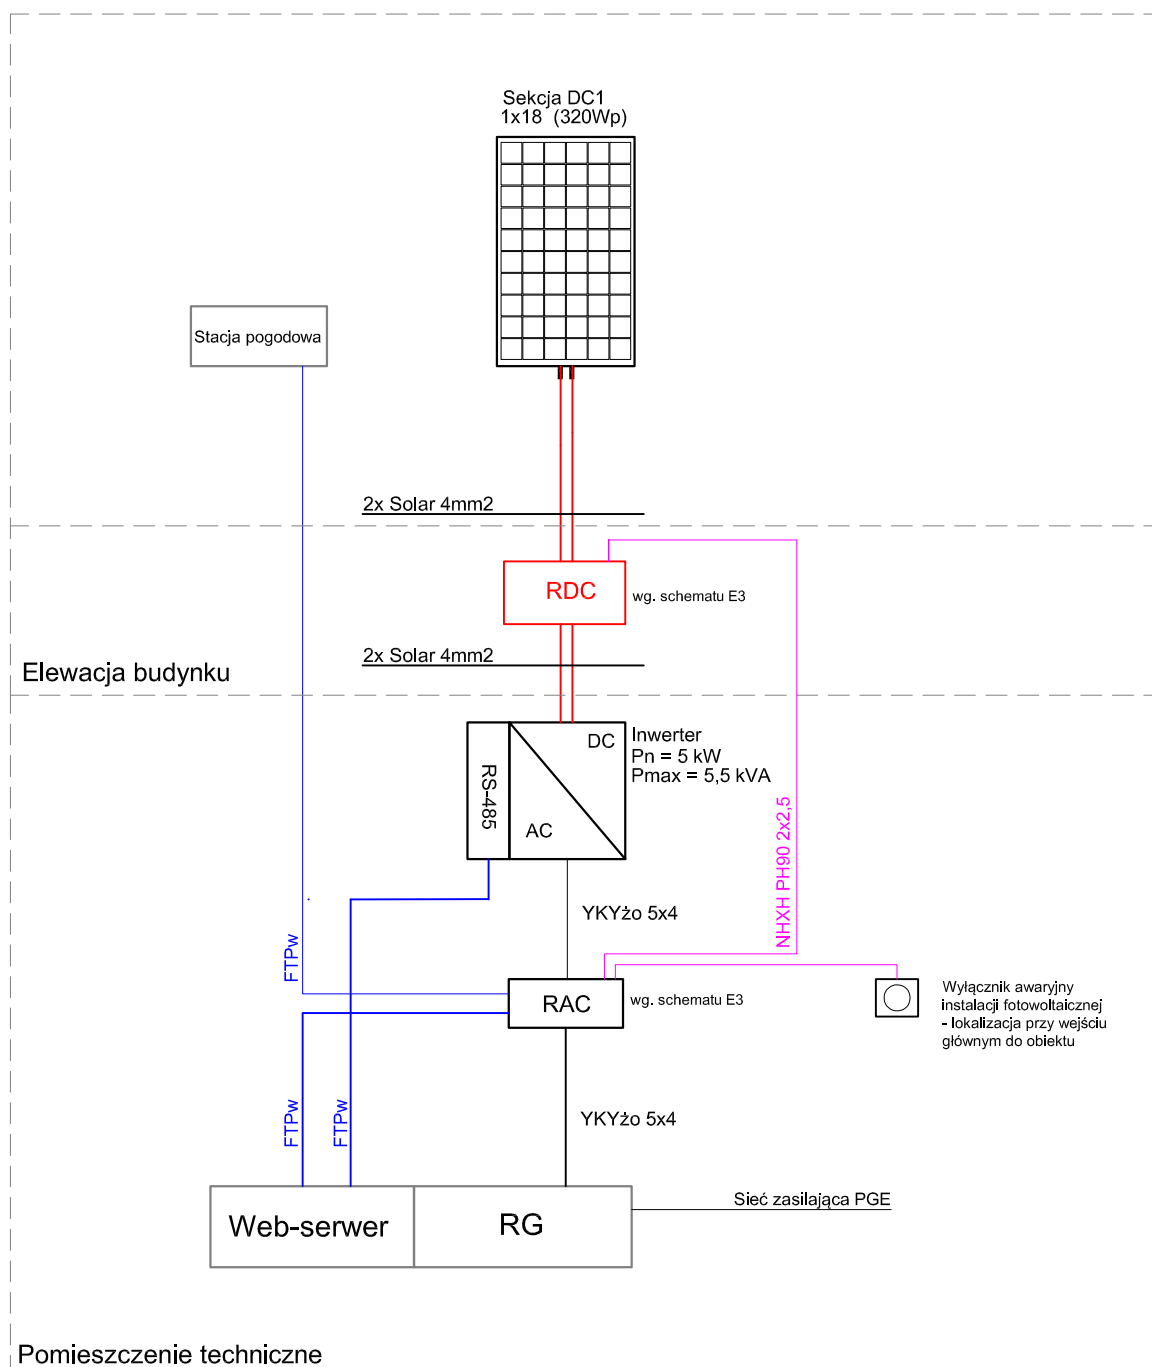 Sekcja DC1
1x18 (320Wp)
Stacja pogodowa
2x Solar 4mm2
RDC
wg. schematu E3
2x Solar 4mm2
Elewacja budynku
RS-485
DC
AC
Inwerter
Pn = 5 kW
Pmax = 5,5 kVA
NHXH PH90 2x2,5
YKYżo 5x4
FTPw
RAC
wg. schematu E3
Wyłącznik awaryjny
instalacji fotowoltaicznej
- lokalizacja przy wejściu
głównym do obiektu
FTPw
FTPw
YKYżo 5x4
Web-serwer
RG
Sieć zasilająca PGE
Pomieszczenie techniczne